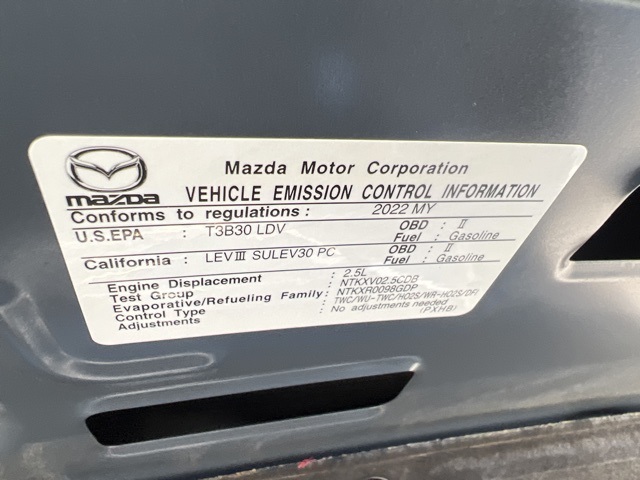 Mazda Motor Corporation
mazda VEHICLE EMISSION CONTROL INFORMATION
Conforms to regulations : 2022 MY
U.S.EPA : T3B30 LDV OBD : II
Fuel : Gasoline
California : LEV III SULEV30 PC OBD : II
Fuel : Gasoline
Engine Displacement : 2.5L
Test Group : NTKXV02.5CDB
Evaporative/Refueling Family : NTKXR0098GDP
Control Type : TWC/WU-TWC/HO2S/WR-HO2S/DFI
Adjustments : No adjustments needed
(PXHB)